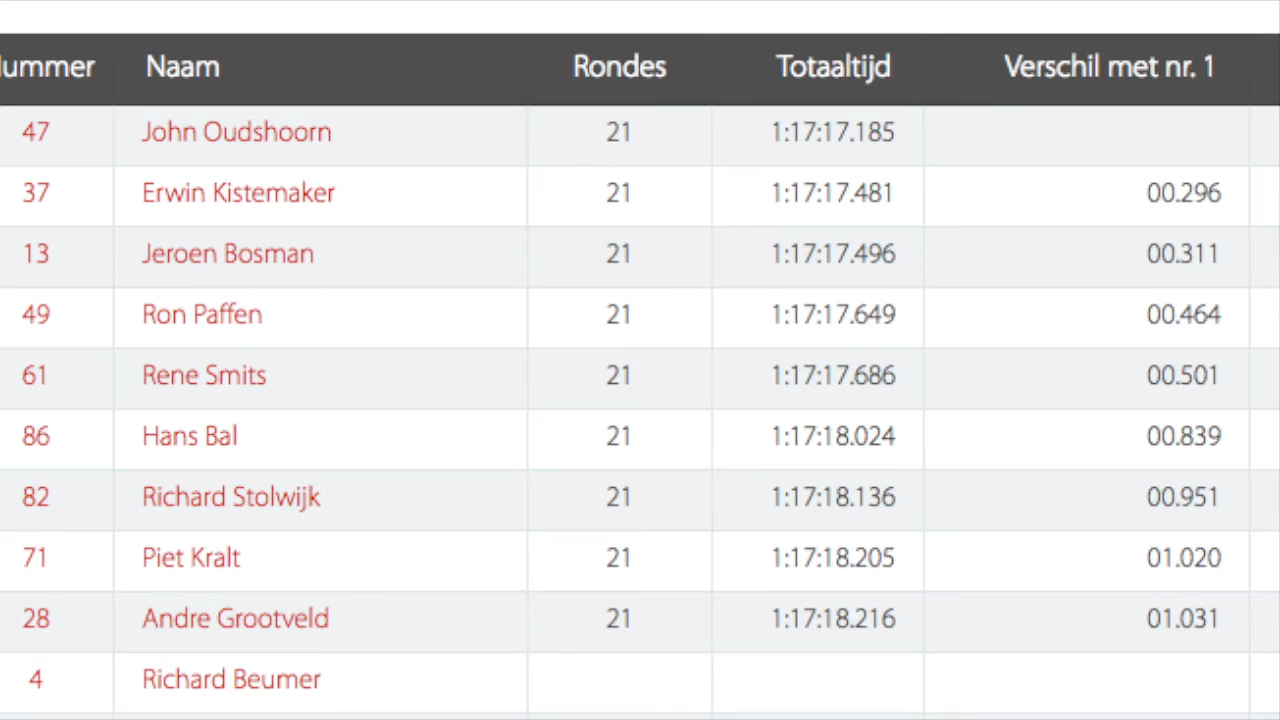 ummer Naam Rondes Totaaltijd Verschil met nr. 1
47 John Oudshoorn 21 1:17:17.185
37 Erwin Kistemaker 21 1:17:17.481 00.296
13 Jeroen Bosman 21 1:17:17.496 00.311
49 Ron Paffen 21 1:17:17.649 00.464
61 Rene Smits 21 1:17:17.686 00.501
86 Hans Bal 21 1:17:18.024 00.839
82 Richard Stolwijk 21 1:17:18.136 00.951
71 Piet Kralt 21 1:17:18.205 01.020
28 Andre Grootveld 21 1:17:18.216 01.031
4 Richard Beumer